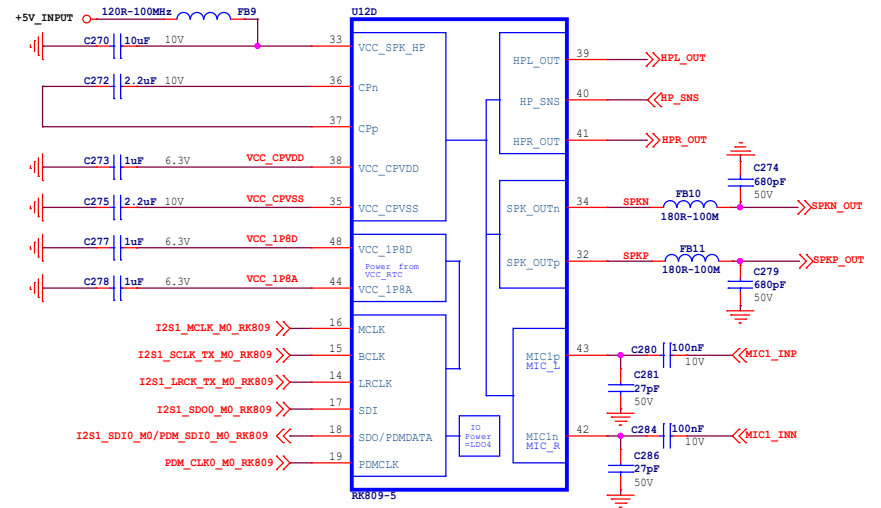 +5V_INPUT 120R-100MHz FB9 U12D
C270 10uF 10V 33 VCC_SPK_HP
C272 2.2uF 10V 36 CPn
37 CPp
C273 1uF 6.3V VCC_CPVDD 38 VCC_CPVDD
C275 2.2uF 10V VCC_CPVSS 35 VCC_CPVSS
C277 1uF 6.3V VCC_1P8D 48 VCC_1P8D
Power from
VCC_RTC
C278 1uF 6.3V VCC_1P8A 44 VCC_1P8A
I2S1_MCLK_M0_RK809 16 MCLK
I2S1_SCLK_TX_M0_RK809 15 BCLK
I2S1_LRCK_TX_M0_RK809 14 LRCLK
I2S1_SDO0_M0_RK809 17 SDI
I2S1_SDI0_M0/PDM_SDI0_M0_RK809 18 SDO/PDMDATA
PDM_CLK0_M0_RK809 19 PDMCLK
IO
Power
=LDO4
RK809-5
HPL_OUT 39 HPL_OUT
HP_SNS 40 HP_SNS
HPR_OUT 41 HPR_OUT
C274
680pF
50V
SPK_OUTn 34 SPKN FB10 SPKN_OUT
180R-100M
SPK_OUTp 32 SPKP FB11 SPKP_OUT
180R-100M
C279
680pF
50V
MIC1p 43 C280 100nF MIC1_INP
MIC_L 10V
C281
27pF
50V
MIC1n 42 C284 100nF MIC1_INN
MIC_R 10V
C286
27pF
50V